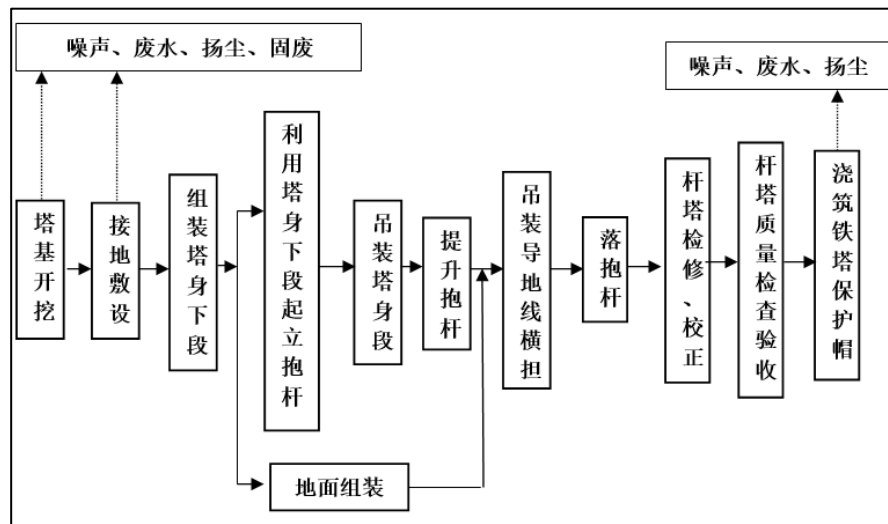 噪声、废水、扬尘、固废
噪声、废水、扬尘
塔基开挖
接地敷设
组装塔身下段
利用塔身下段起立抱杆
吊装塔身段
提升抱杆
吊装导地线横担
落抱杆
杆塔检修、校正
杆塔质量检查验收
浇筑铁塔保护帽
地面组装